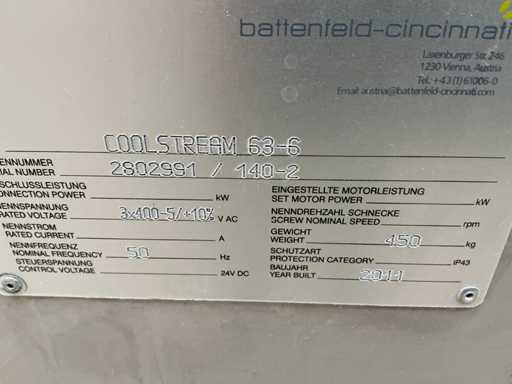 battenfeld-cincinnati
Laxenburger Str. 246
1230 Vienna, Austria
Tel.: +43 (1) 61006-0
Email: austria@battenfeld-cincinnati.com
COOLSTREAM 63-6
ENNUMMER
IAL NUMBER 2802991 / 140-2
SCHLUSSLEISTUNG
ONNECTION POWER kW
NENNSPANNUNG
RATED VOLTAGE 3x400-5/+10% V AC
NENNSTROM
RATED CURRENT A
NENNFREQUENZ
NOMINAL FREQUENCY 50 Hz
STEUERSPANNUNG
CONTROL VOLTAGE 24V DC
EINGESTELLTE MOTORLEISTUNG
SET MOTOR POWER kW
NENNDREHZAHL SCHNECKE
SCREW NOMINAL SPEED rpm
GEWICHT
WEIGHT 450 kg
SCHUTZART
PROTECTION CATEGORY IP43
BAUJAHR
YEAR BUILT 2011